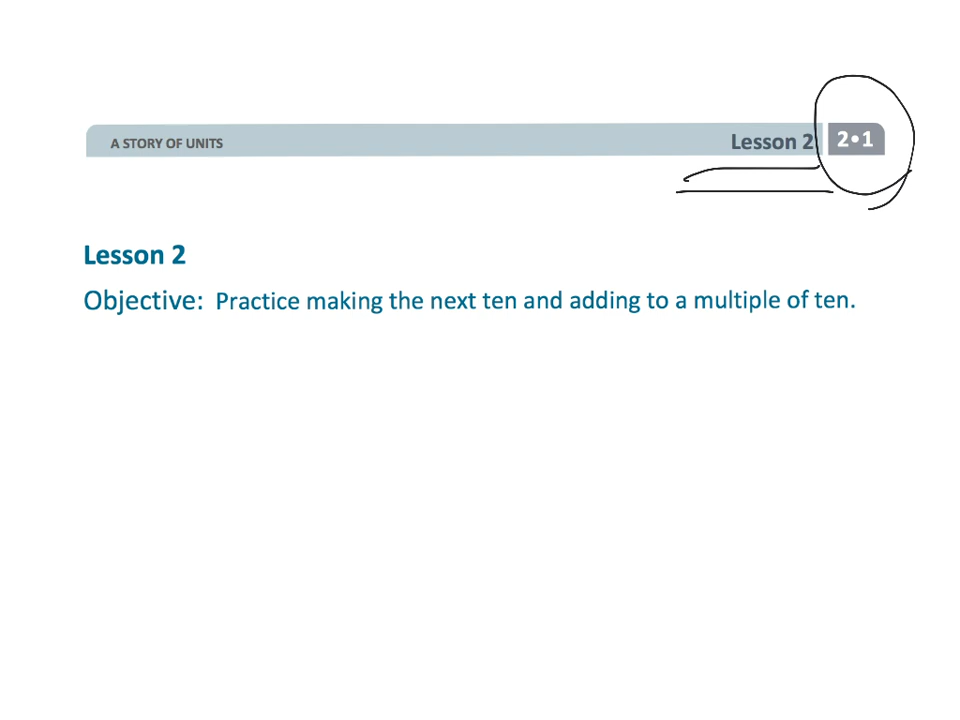 A STORY OF UNITS Lesson 2 2•1
Lesson 2
Objective: Practice making the next ten and adding to a multiple of ten.